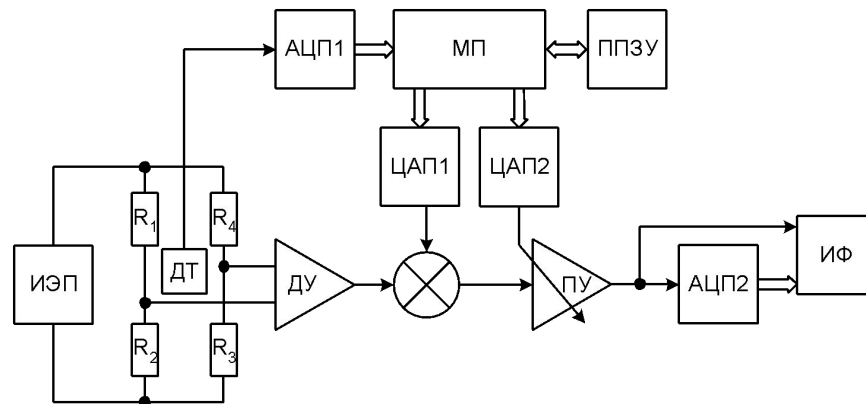 АЦП1
МП
ППЗУ
ЦАП1
ЦАП2
R1
R4
ИЭП
ДТ
ДУ
ПУ
АЦП2
ИФ
R2
R3